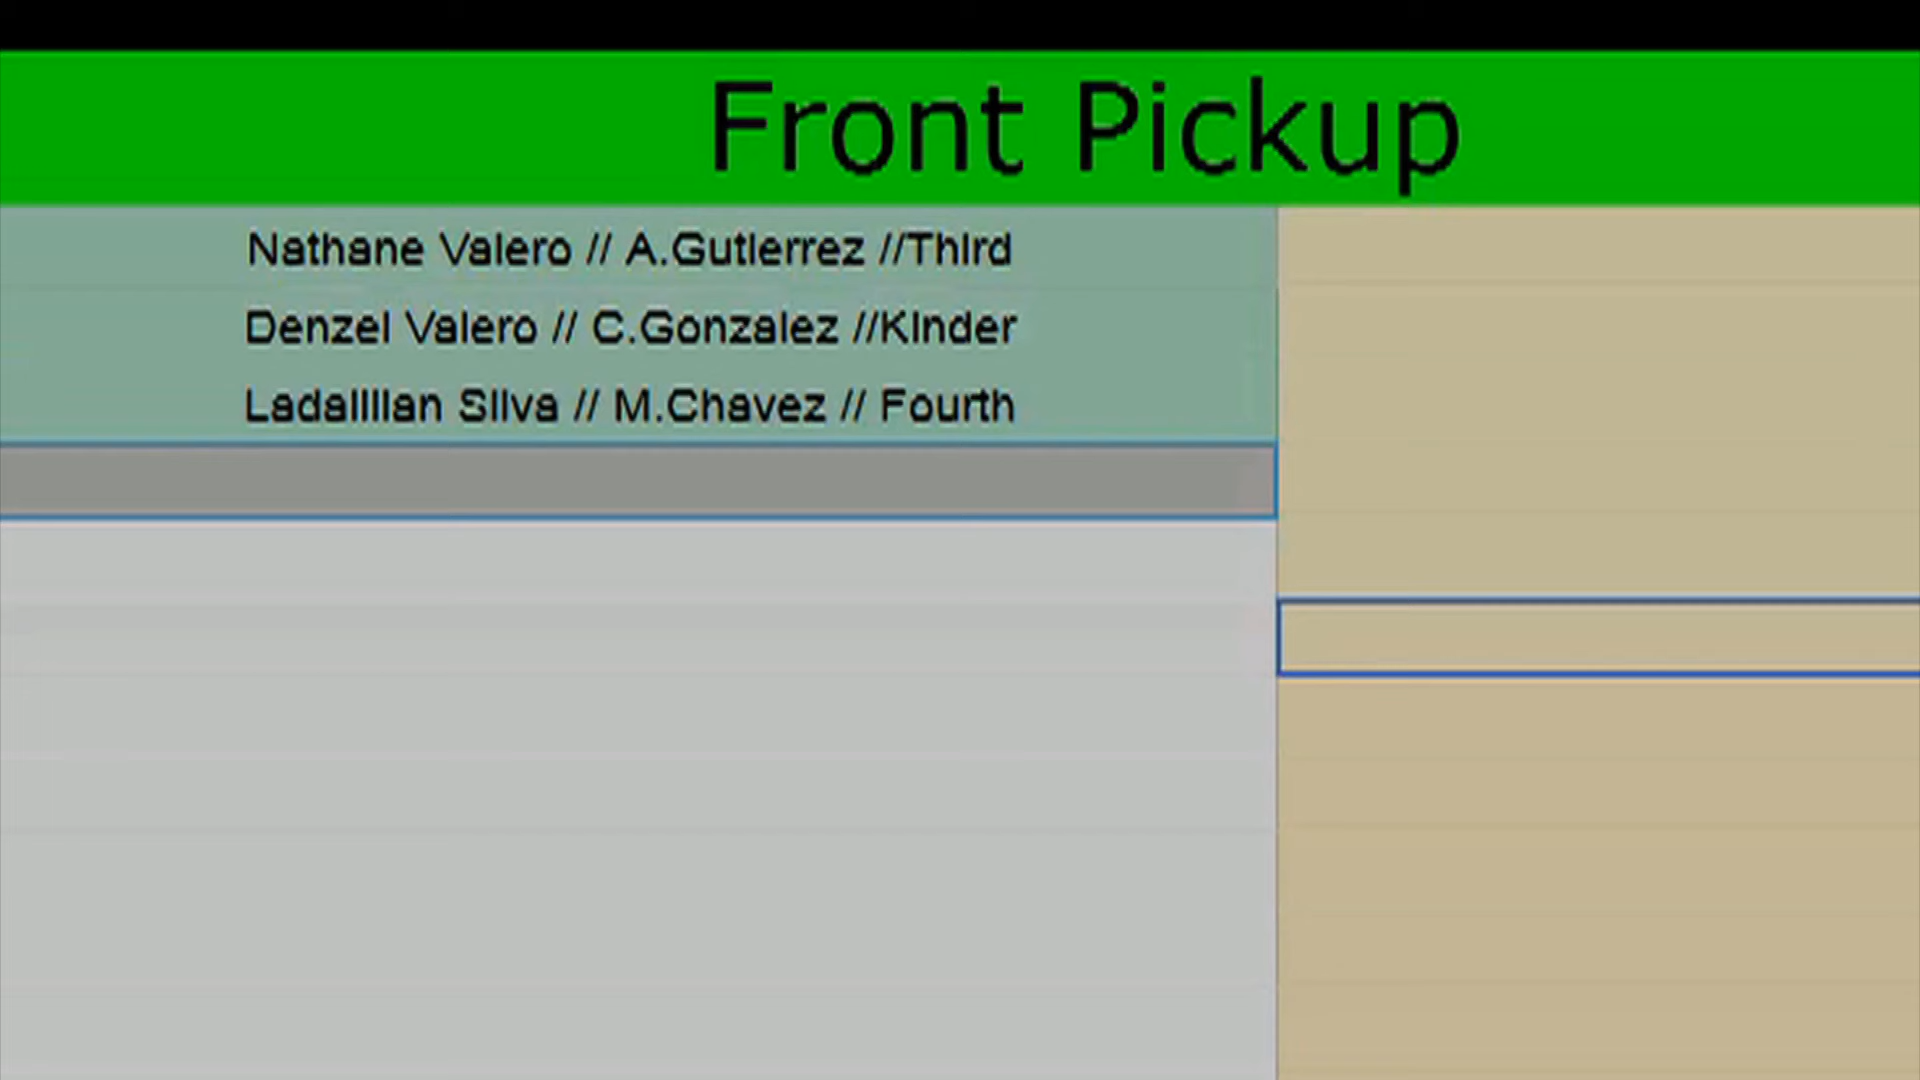 Front Pickup
Nathane Valero // A.Gutierrez //Third
Denzel Valero // C.Gonzalez //Kinder
Ladaillian Silva // M.Chavez // Fourth